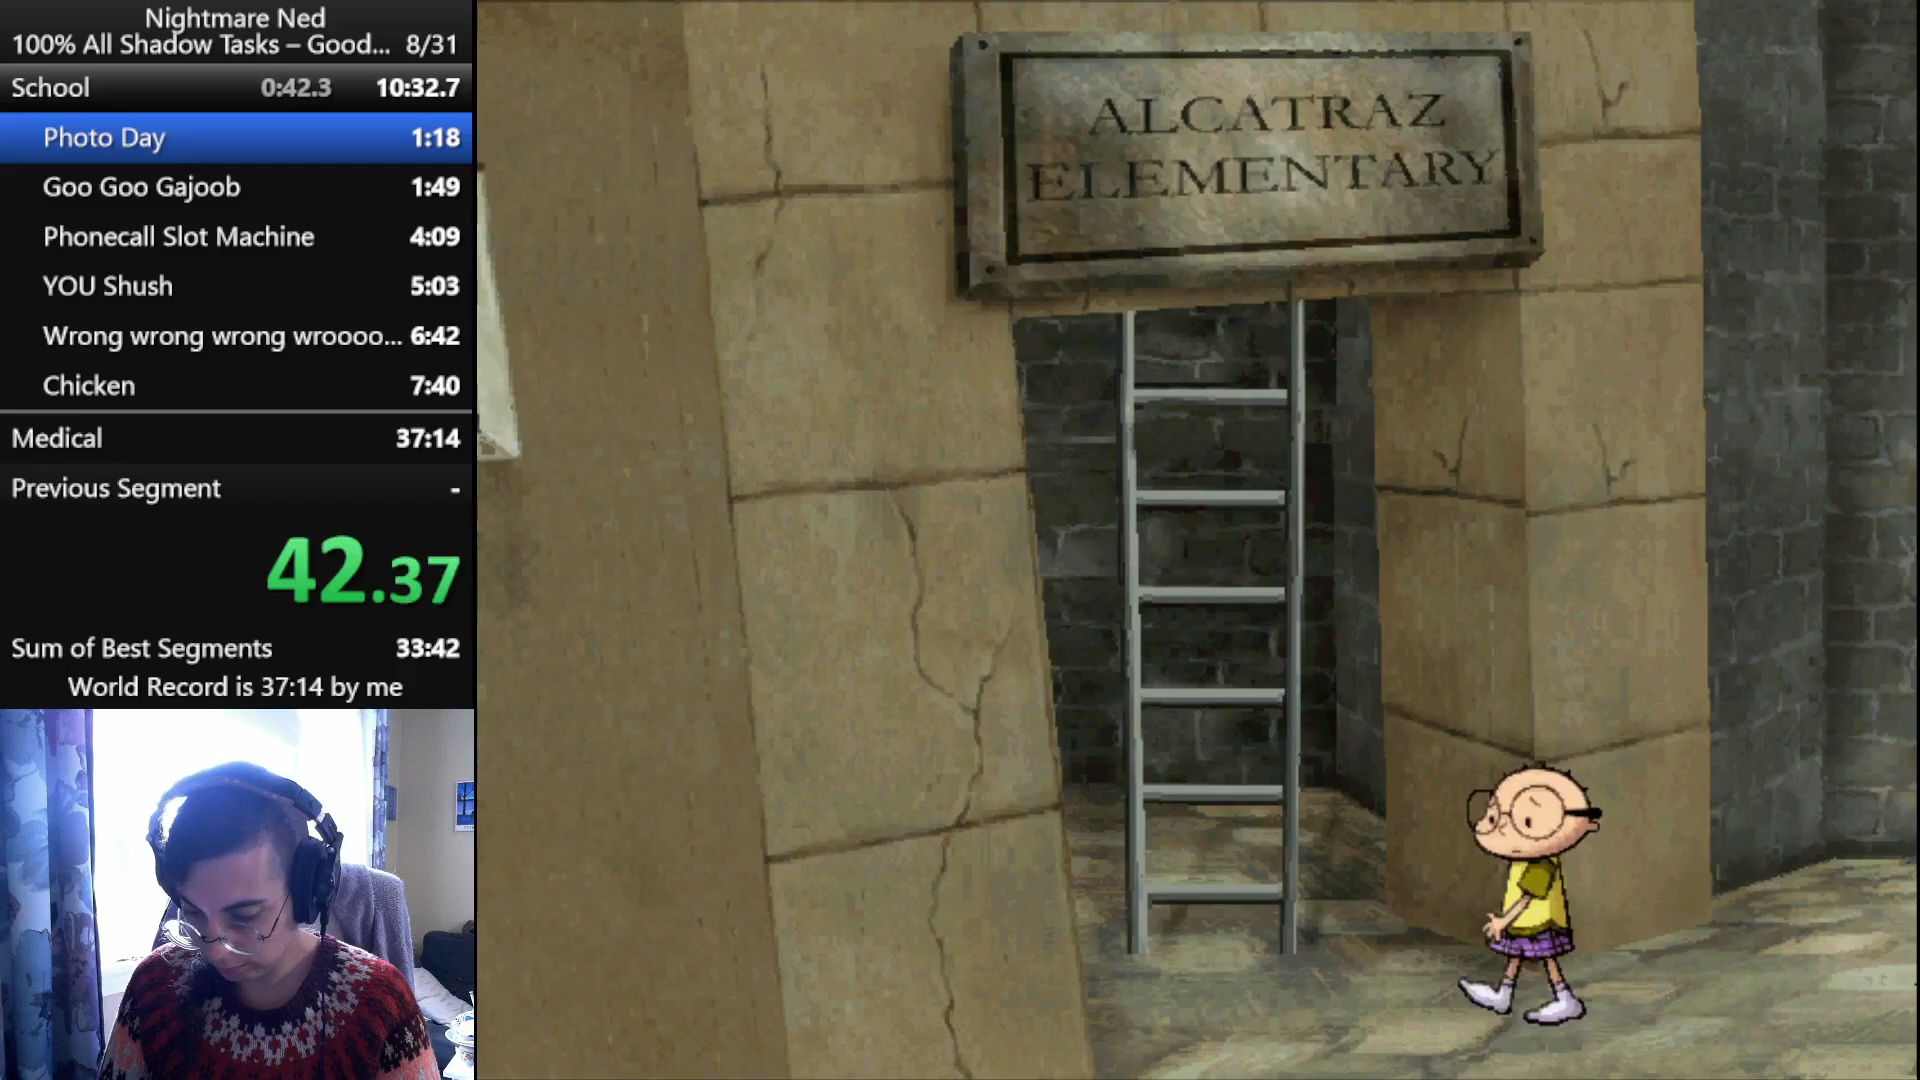 Nightmare Ned
100% All Shadow Tasks – Good... 8/31
School 0:42.3 10:32.7
Photo Day 1:18
Goo Goo Gajoob 1:49
Phonecall Slot Machine 4:09
YOU Shush 5:03
Wrong wrong wrong wroooo... 6:42
Chicken 7:40
Medical 37:14
Previous Segment -
42.37
Sum of Best Segments 33:42
World Record is 37:14 by me
ALCATRAZ
ELEMENTARY